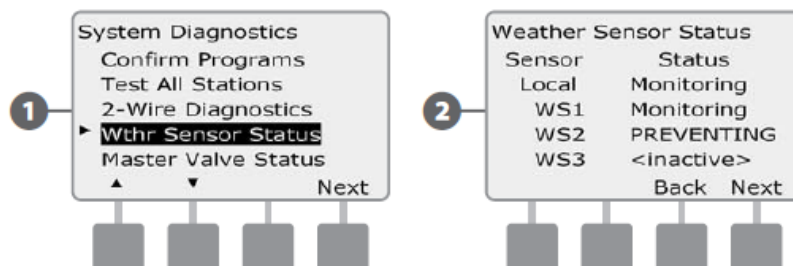 System Diagnostics
Confirm Programs
Test All Stations
1
2-Wire Diagnostics
Wthr Sensor Status
Master Valve Status
Next
Weather Sensor Status
Sensor Status
Local Monitoring
2
WS1 Monitoring
WS2 PREVENTING
WS3 <inactive>
Back Next